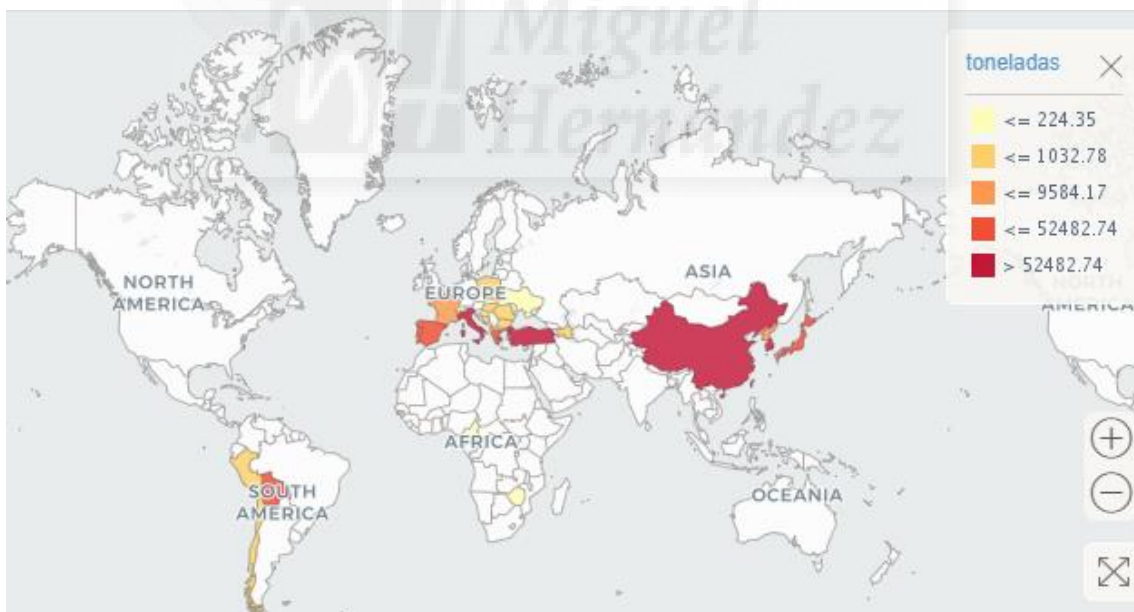 Miguel
Hernández
toneladas
<= 224.35
<= 1032.78
<= 9584.17
<= 52482.74
> 52482.74
NORTH
AMERICA
EUROPE
ASIA
NORTH
AMERICA
AFRICA
SOUTH
AMERICA
OCEANIA